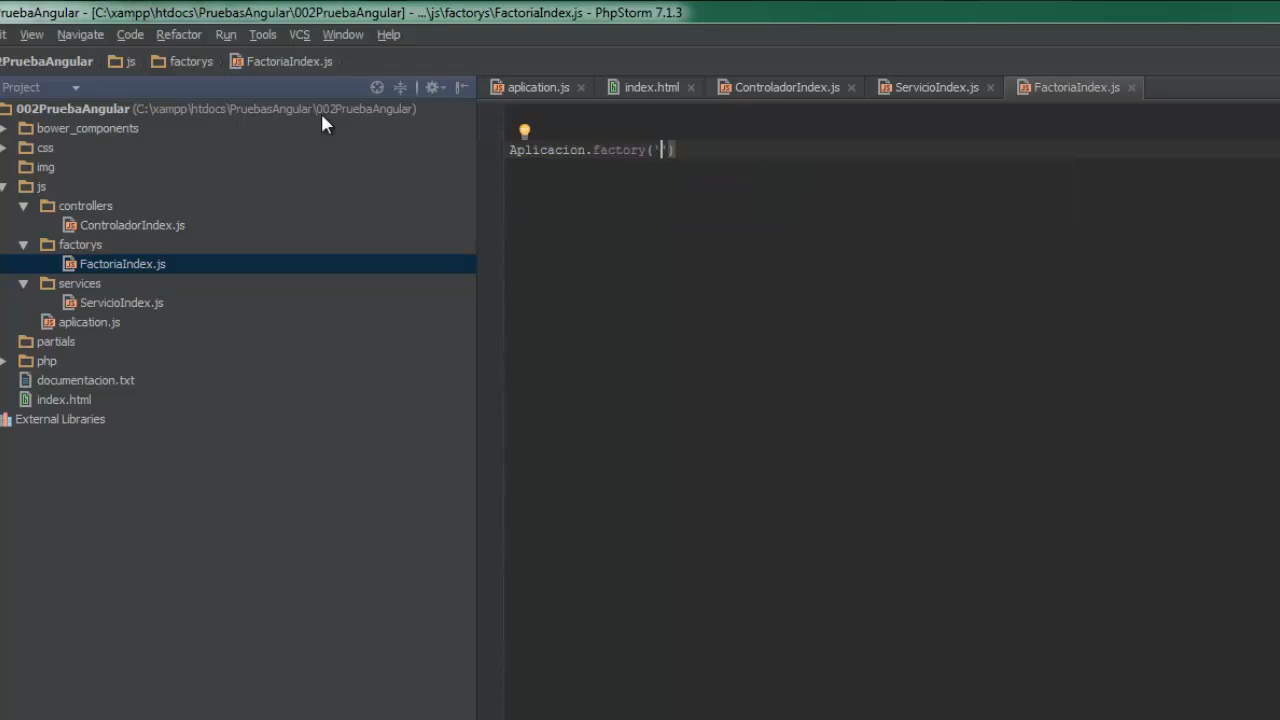 PruebaAngular - [C:\xampp\htdocs\PruebasAngular\002PruebaAngular] - ...\js\factorys\FactoriaIndex.js - PhpStorm 7.1.3
it View Navigate Code Refactor Run Tools VCS Window Help
2PruebaAngular js factorys FactoriaIndex.js
Project aplication.js index.html ControladorIndex.js ServicioIndex.js FactoriaIndex.js
002PruebaAngular (C:\xampp\htdocs\PruebasAngular\002PruebaAngular)
bower_components
Aplicacion.factory('')
css
img
js
controllers
ControladorIndex.js
factorys
FactoriaIndex.js
services
ServicioIndex.js
aplication.js
partials
php
documentacion.txt
index.html
External Libraries